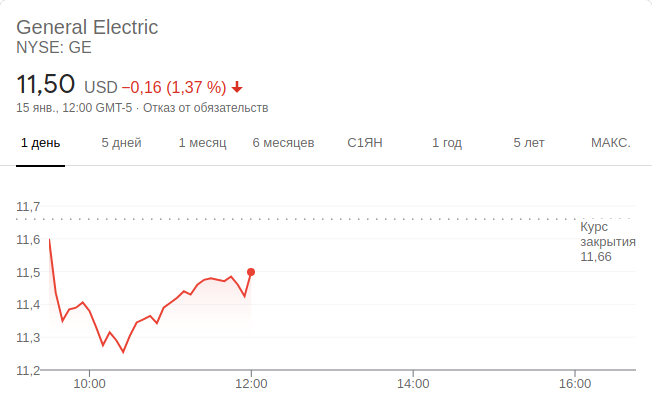 General Electric
NYSE: GE
11,50 USD −0,16 (1,37 %) 🡇
15 янв., 12:00 GMT-5 · Отказ от обязательств
1 день 5 дней 1 месяц 6 месяцев С1ЯН 1 год 5 лет МАКС.
11,7
Курс
11,6 закрытия
11,66
11,5
11,4
11,3
11,2
10:00 12:00 14:00 16:00